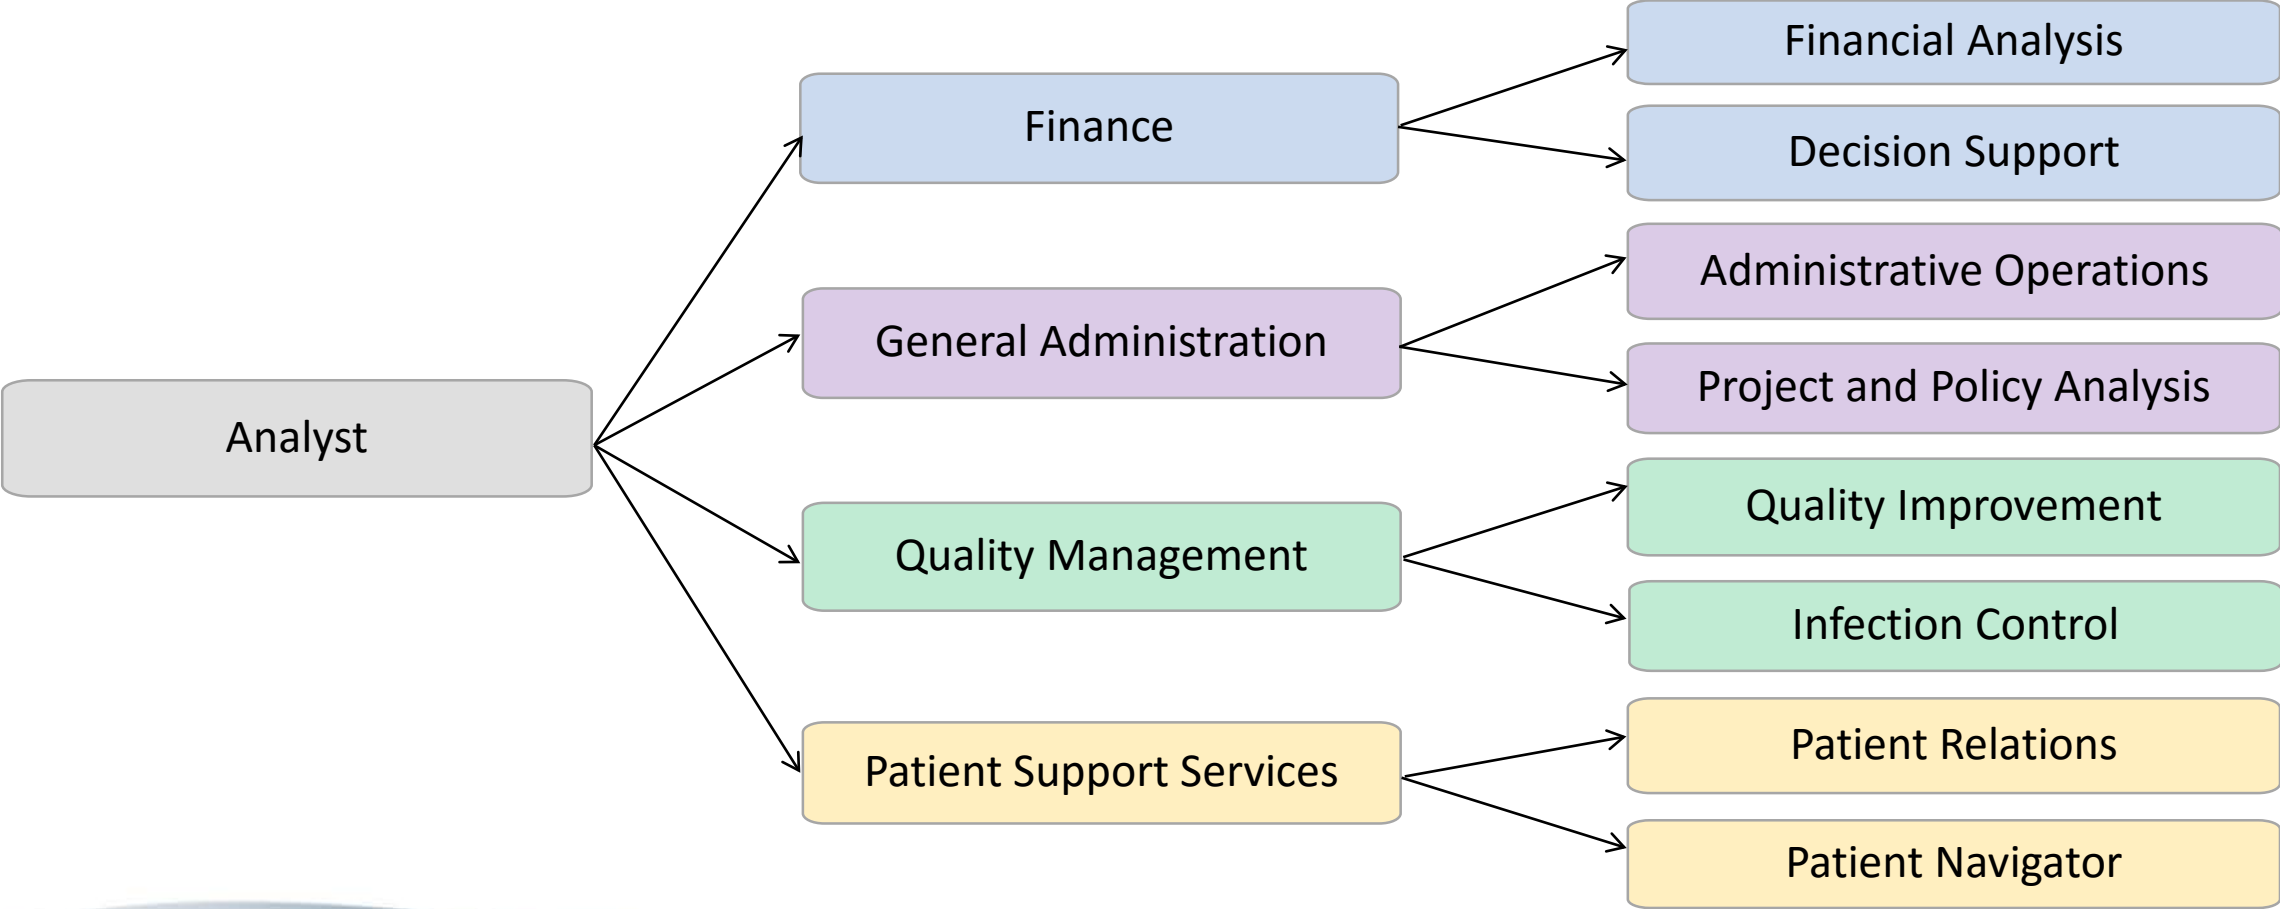 Analyst
Finance
Financial Analysis
Decision Support
General Administration
Administrative Operations
Project and Policy Analysis
Quality Management
Quality Improvement
Infection Control
Patient Support Services
Patient Relations
Patient Navigator